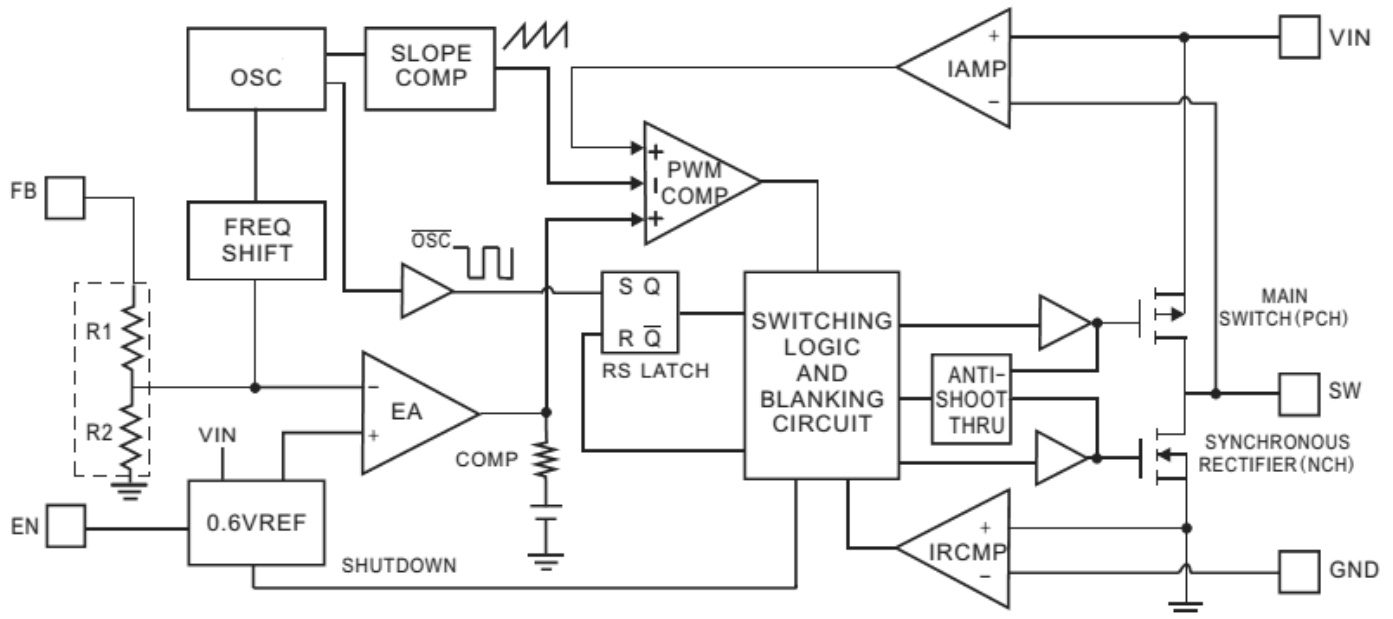 OSC
SLOPE
COMP
IAMP
+
−
VIN
FB
FREQ
SHIFT
+
−
+
PWM
COMP
OSC
S Q
R Q
RS LATCH
R1
R2
EA
−
+
VIN
COMP
SWITCHING
LOGIC
AND
BLANKING
CIRCUIT
ANTI-
SHOOT
THRU
MAIN
SWITCH(PCH)
SW
SYNCHRONOUS
RECTIFIER(NCH)
EN
0.6VREF
SHUTDOWN
IRCMP
+
−
GND